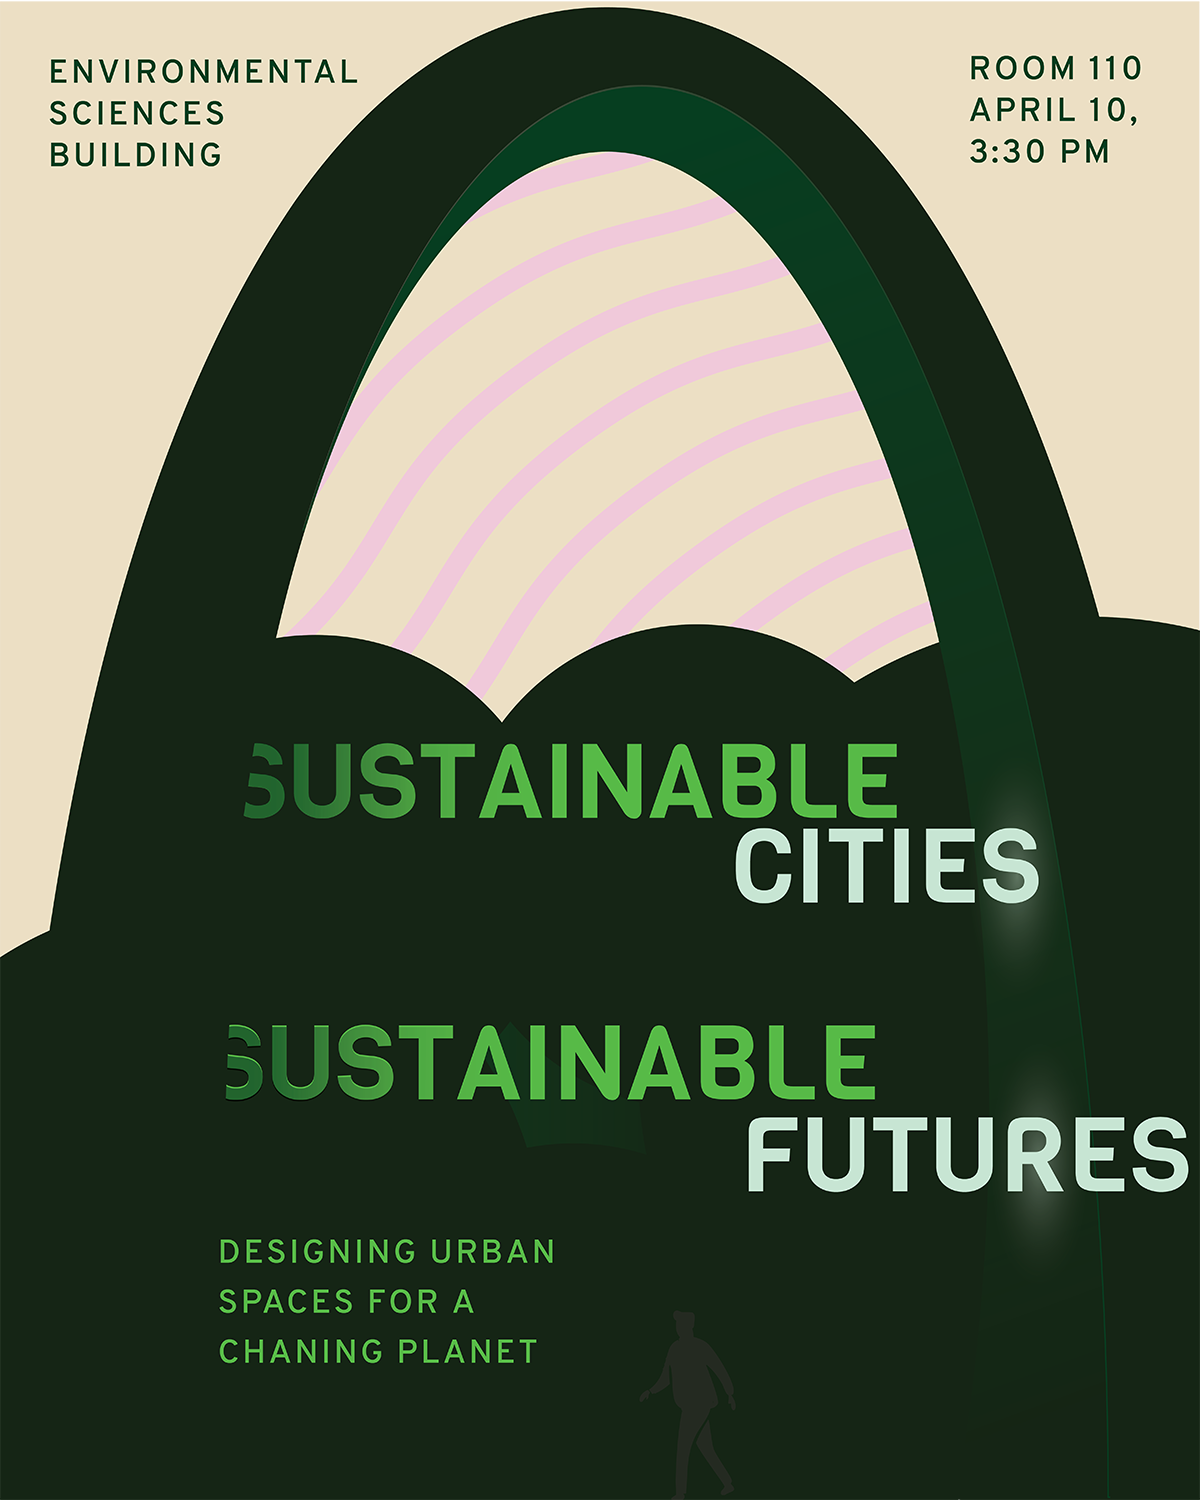 ENVIRONMENTAL
SCIENCES
BUILDING
ROOM 110
APRIL 10,
3:30 PM
SUSTAINABLE
CITIES
SUSTAINABLE
FUTURES
DESIGNING URBAN
SPACES FOR A
CHANING PLANET